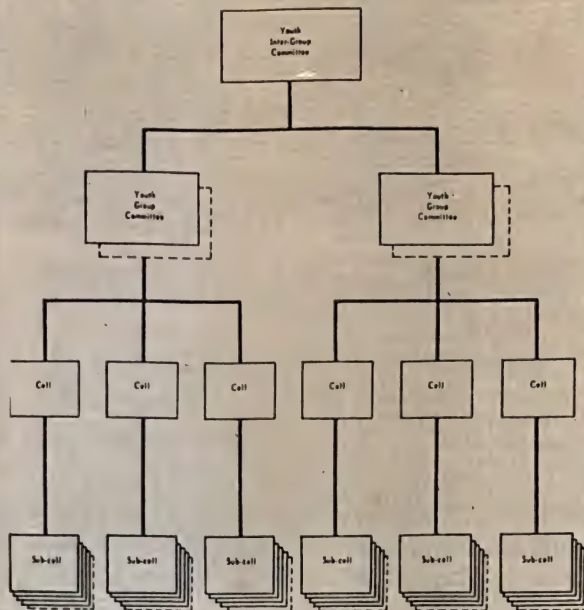 Youth
Inter-Group
Committee
Youth
Group
Committee
Youth
Group
Committee
Cell
Cell
Cell
Cell
Cell
Cell
Sub-cell
Sub-cell
Sub-cell
Sub-cell
Sub-cell
Sub-cell